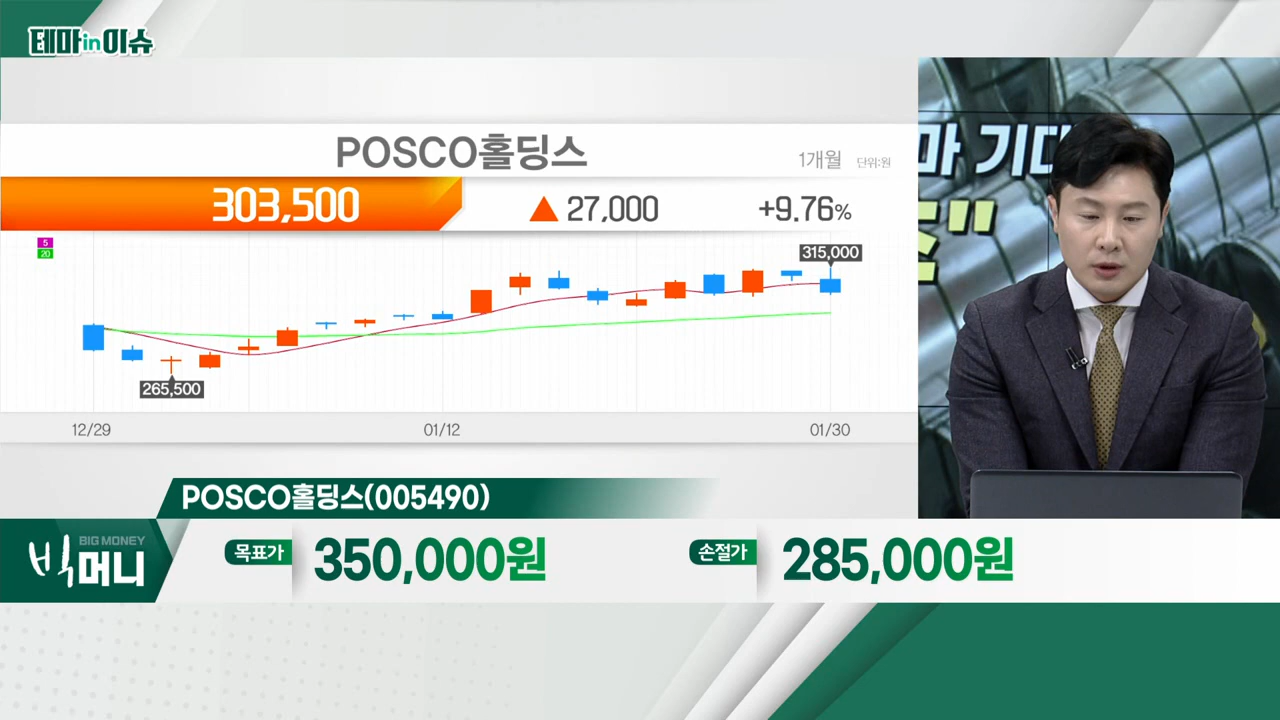 테마in이슈
POSCO홀딩스
1개월 단위:원
303,500 ▲ 27,000 +9.76%
5
20
315,000
265,500
12/29 01/12 01/30
마 기대
"
POSCO홀딩스(005490)
BIG MONEY
빅머니
목표가 350,000원 손절가 285,000원